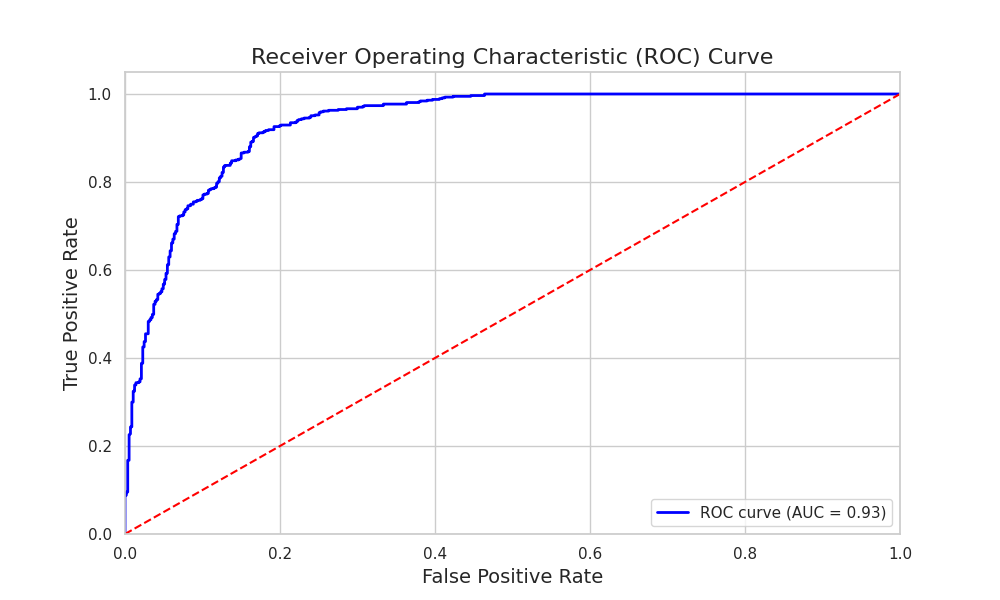 Receiver Operating Characteristic (ROC) Curve
True Positive Rate
1.0
0.8
0.6
0.4
0.2
0.0
ROC curve (AUC = 0.93)
0.0 0.2 0.4 0.6 0.8 1.0
False Positive Rate